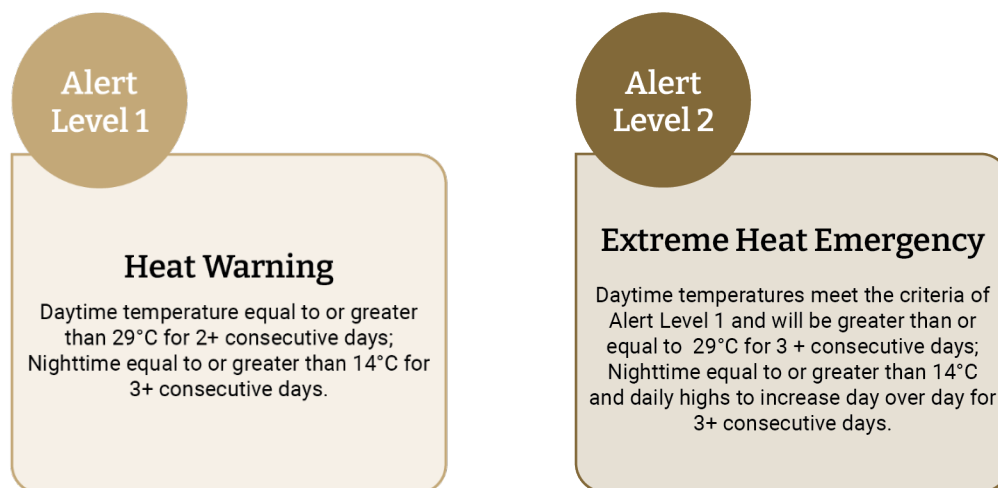 Alert
Level 1
Heat Warning
Daytime temperature equal to or greater
than 29°C for 2+ consecutive days;
Nighttime equal to or greater than 14°C for
3+ consecutive days.
Alert
Level 2
Extreme Heat Emergency
Daytime temperatures meet the criteria of
Alert Level 1 and will be greater than or
equal to  29°C for 3 + consecutive days;
Nighttime equal to or greater than 14°C
and daily highs to increase day over day for
3+ consecutive days.